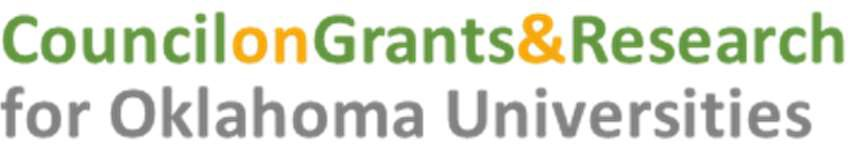 CouncilonGrants&Research
for Oklahoma Universities